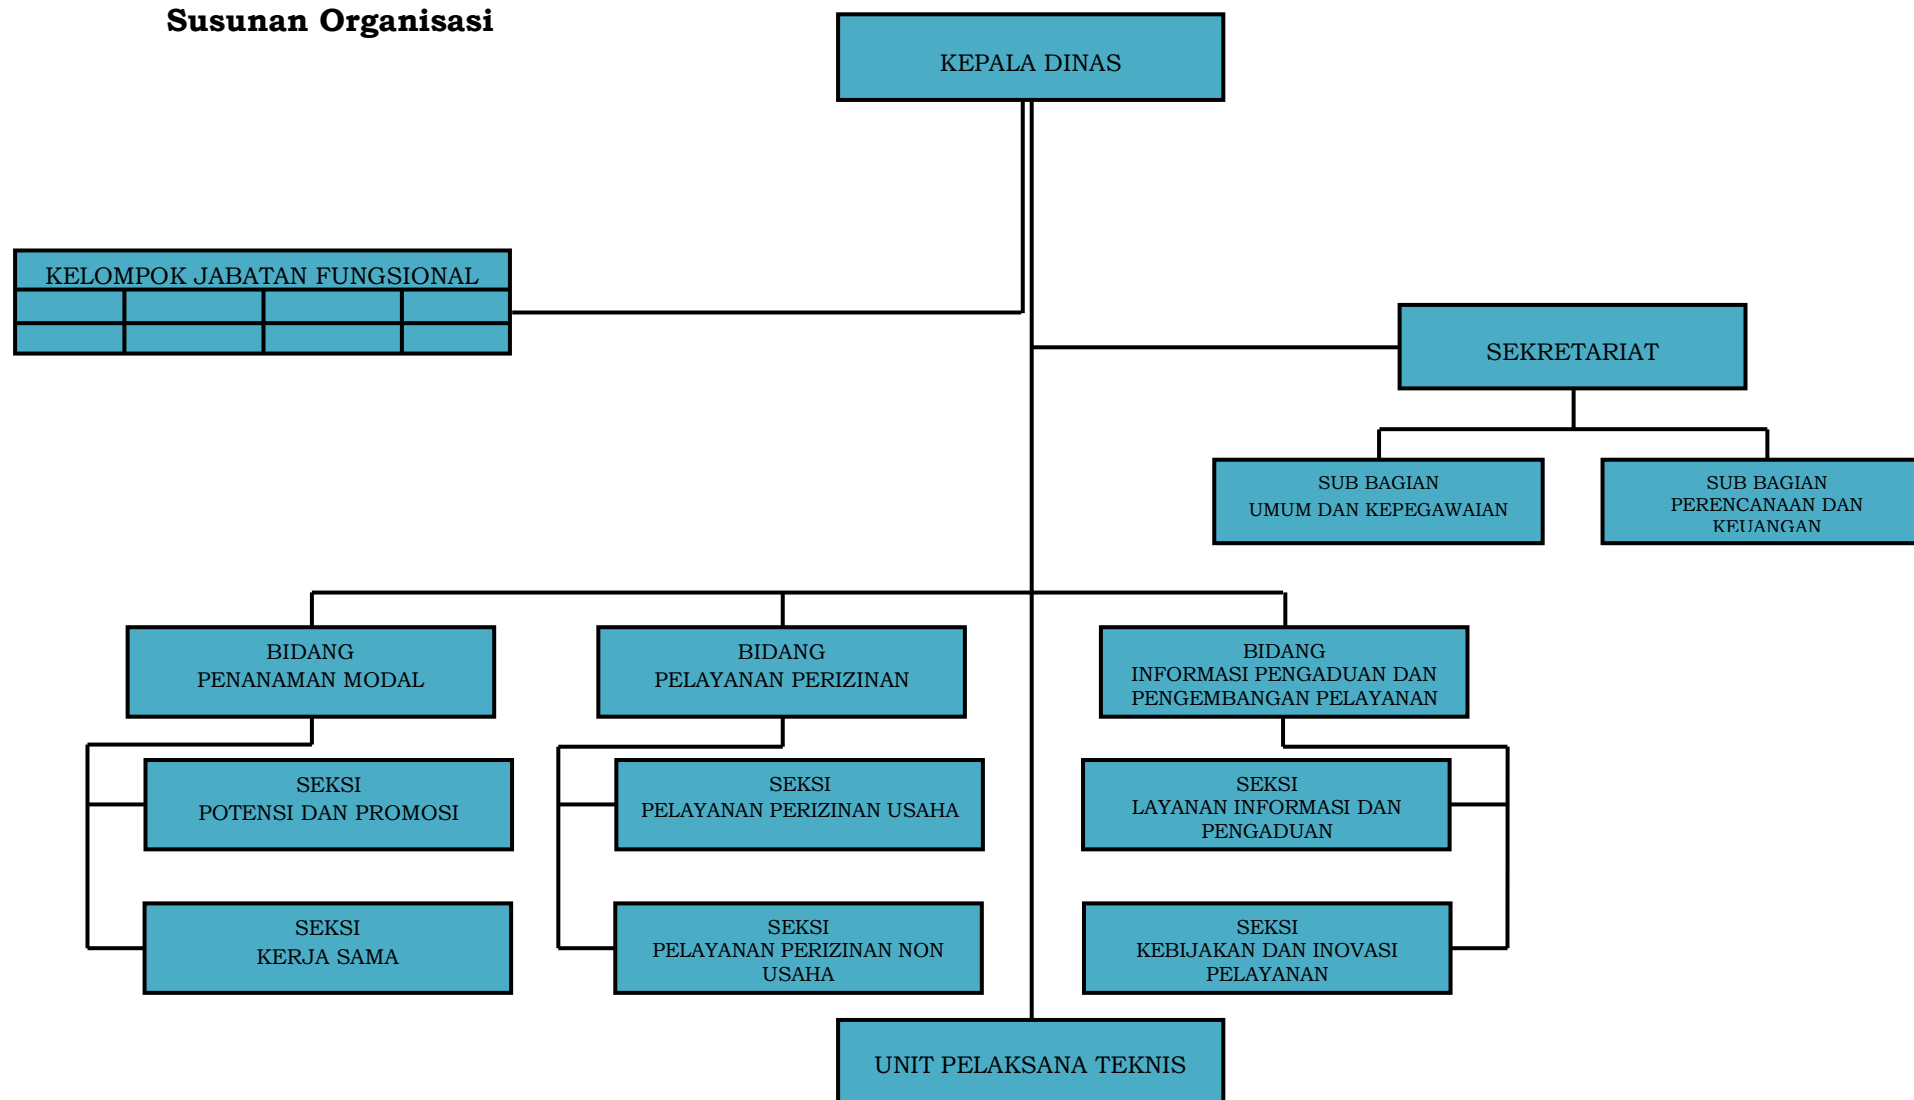 Susunan Organisasi
KEPALA DINAS
KELOMPOK JABATAN FUNGSIONAL
SEKRETARIAT
SUB BAGIAN
UMUM DAN KEPEGAWAIAN
SUB BAGIAN
PERENCANAAN DAN
KEUANGAN
BIDANG
PENANAMAN MODAL
BIDANG
PELAYANAN PERIZINAN
BIDANG
INFORMASI PENGADUAN DAN
PENGEMBANGAN PELAYANAN
SEKSI
POTENSI DAN PROMOSI
SEKSI
PELAYANAN PERIZINAN USAHA
SEKSI
LAYANAN INFORMASI DAN
PENGADUAN
SEKSI
KERJA SAMA
SEKSI
PELAYANAN PERIZINAN NON
USAHA
SEKSI
KEBIJAKAN DAN INOVASI
PELAYANAN
UNIT PELAKSANA TEKNIS